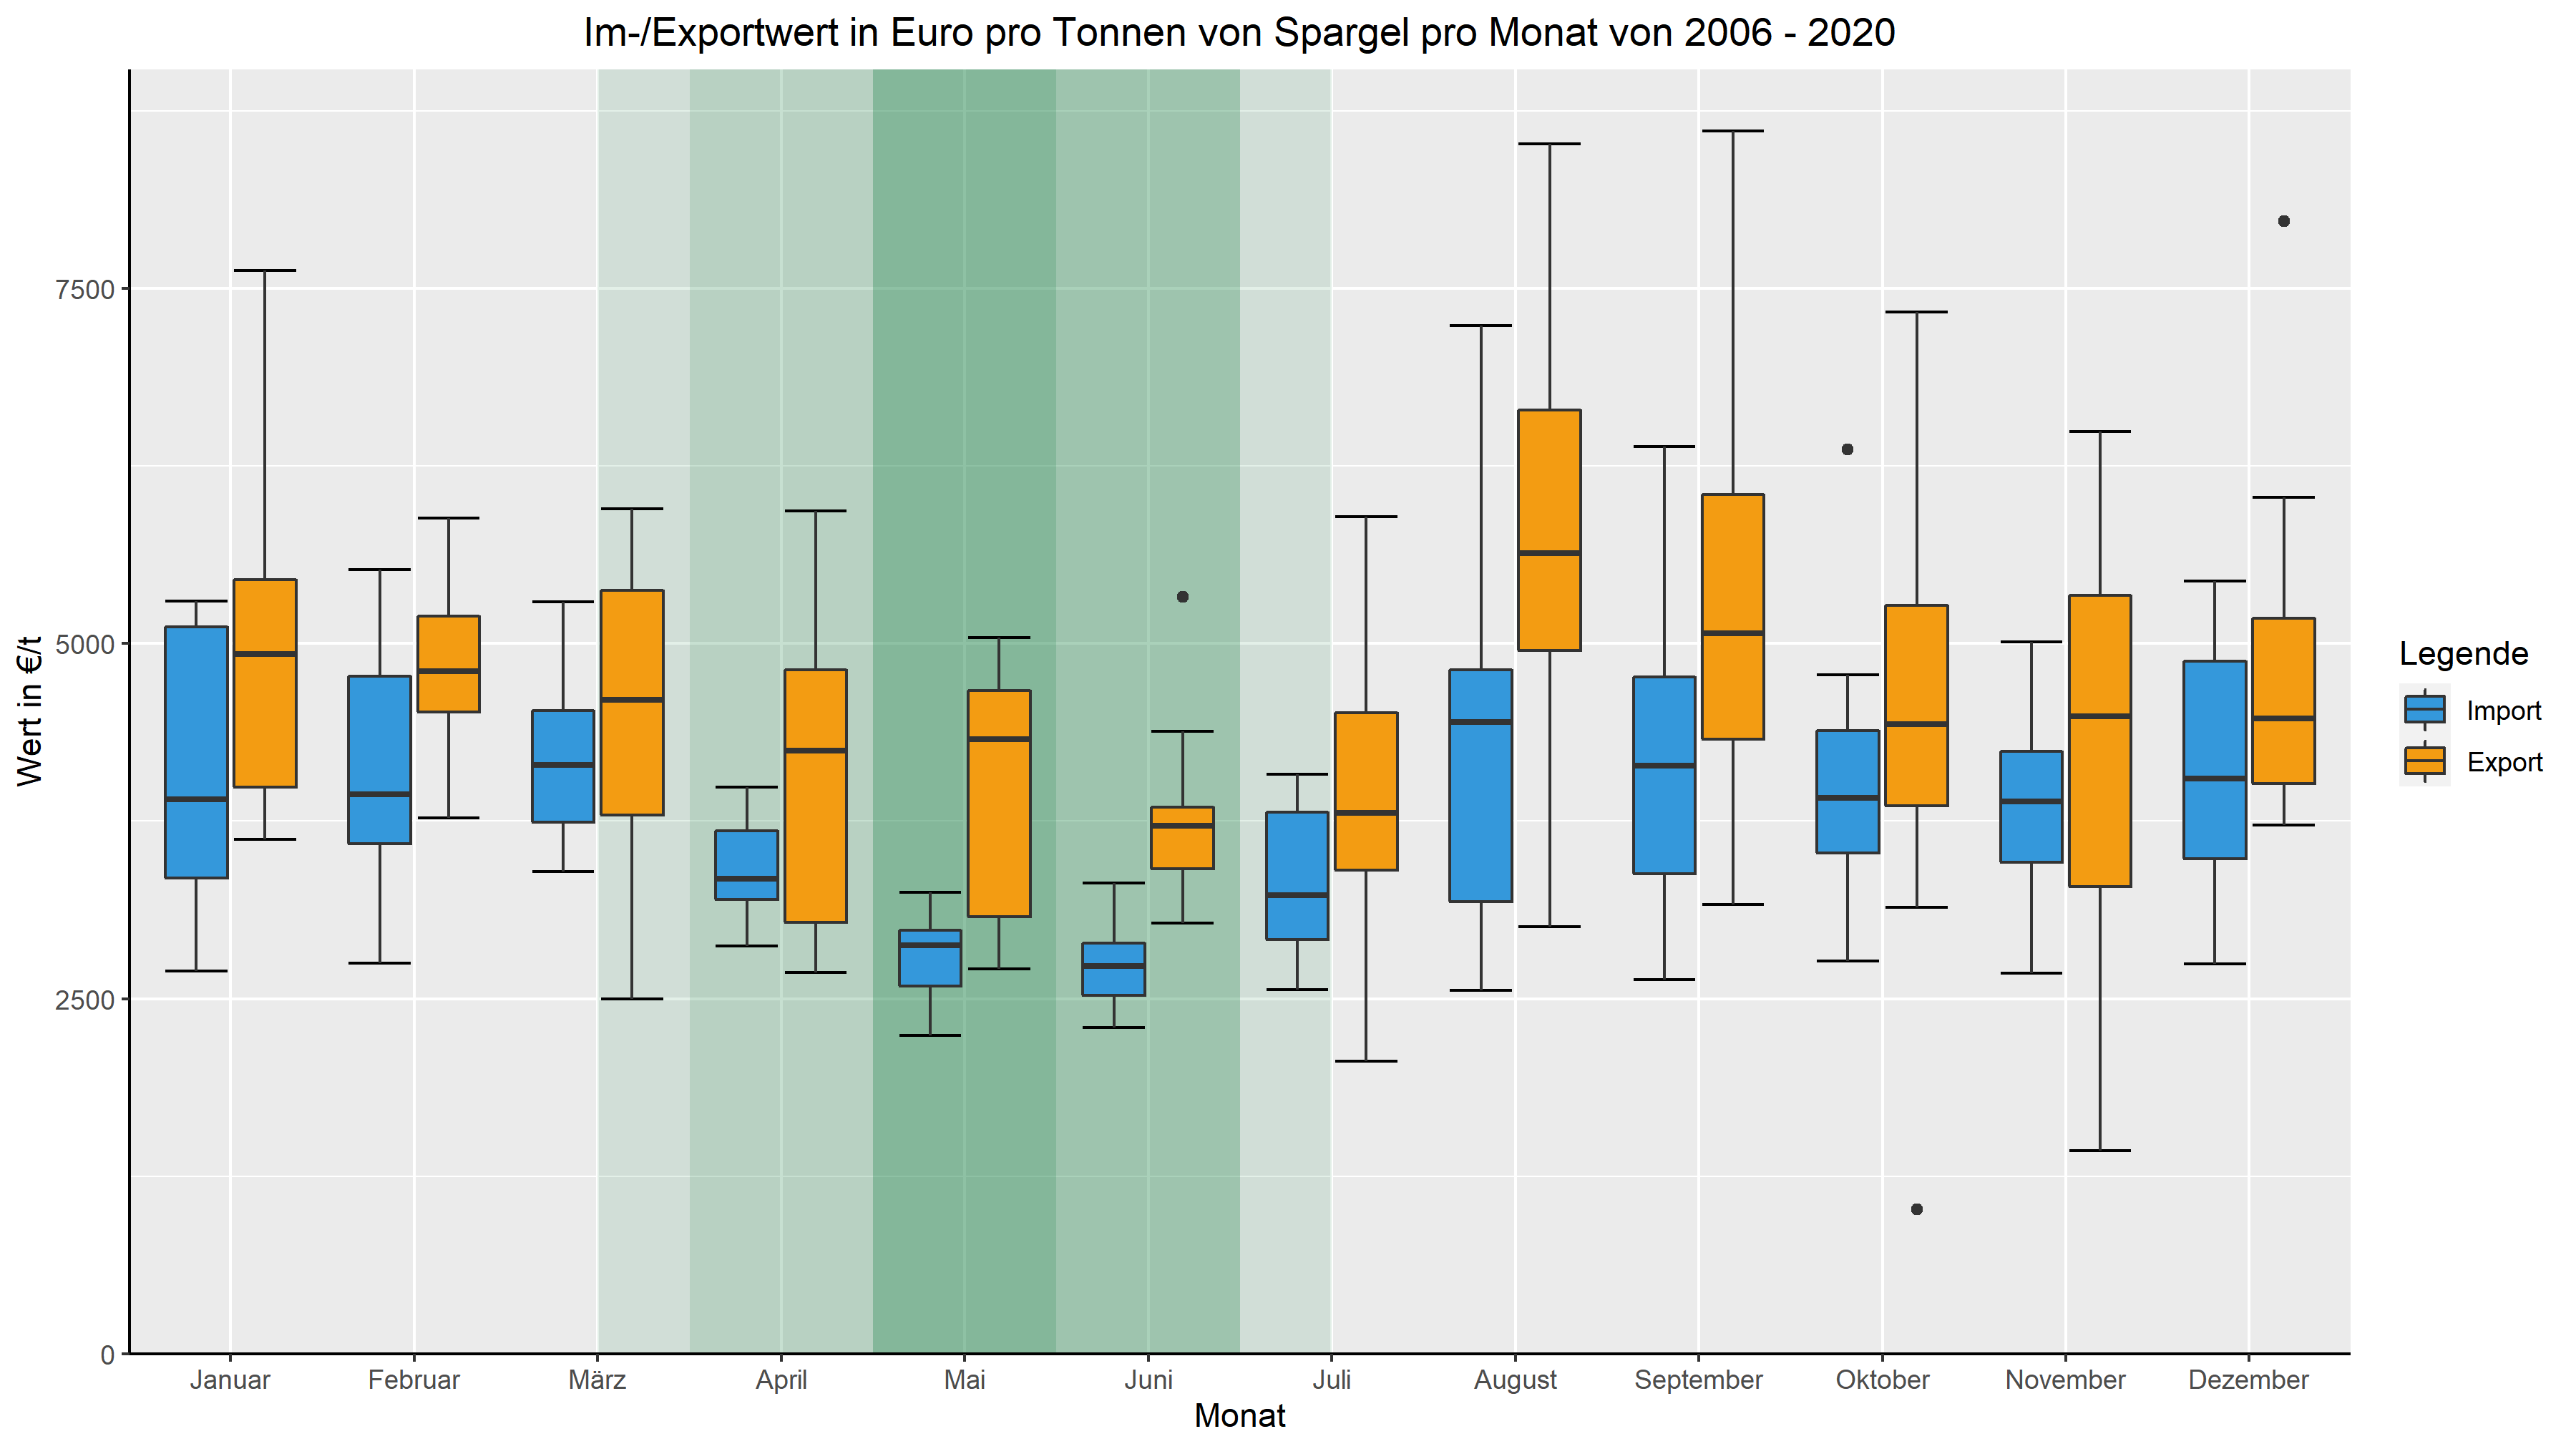 Im-/Exportwert in Euro pro Tonnen von Spargel pro Monat von 2006 - 2020
Wert in €/t
7500
5000
2500
0
Januar
Februar
März
April
Mai
Juni
Juli
August
September
Oktober
November
Dezember
Monat
Legende
Import
Export